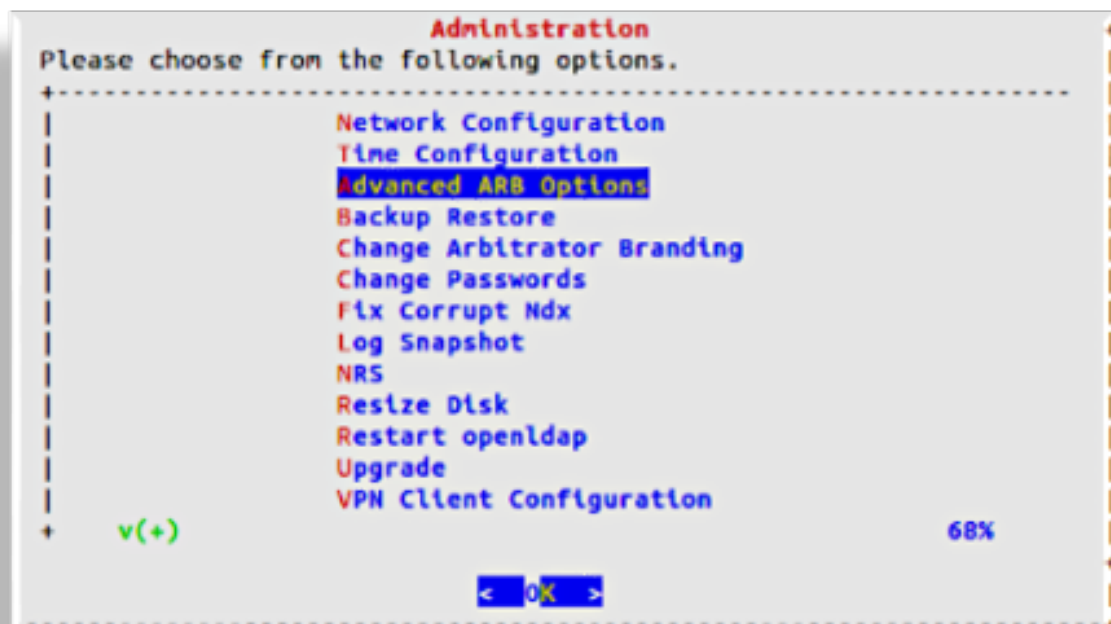 Administration
Please choose from the following options.
Network Configuration
Time Configuration
Advanced ARB Options
Backup Restore
Change Arbitrator Branding
Change Passwords
Fix Corrupt Ndx
Log Snapshot
NRS
Resize Disk
Restart openldap
Upgrade
VPN Client Configuration
v(+) 68%
< OK >